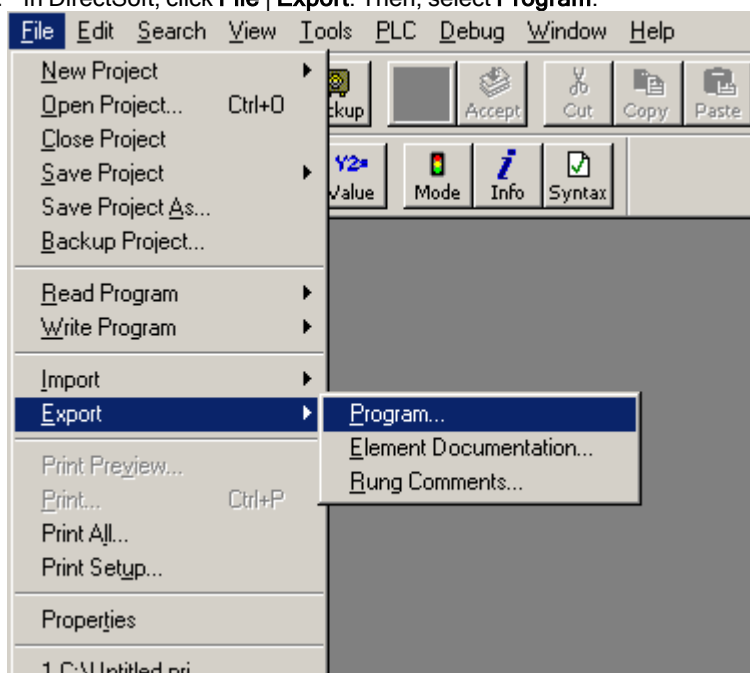 In DirectSoft, click File | Export. Then, select Program.
File Edit Search View Tools PLC Debug Window Help
New Project
Open Project... Ctrl+O
Close Project
Save Project
Save Project As...
Backup Project...
Read Program
Write Program
Import
Export
Print Preview...
Print... Ctrl+P
Print All...
Print Setup...
Properties
1 C:\Untitled.prj
Program...
Element Documentation...
Rung Comments...
Accept Cut Copy Paste
Mode Info Syntax